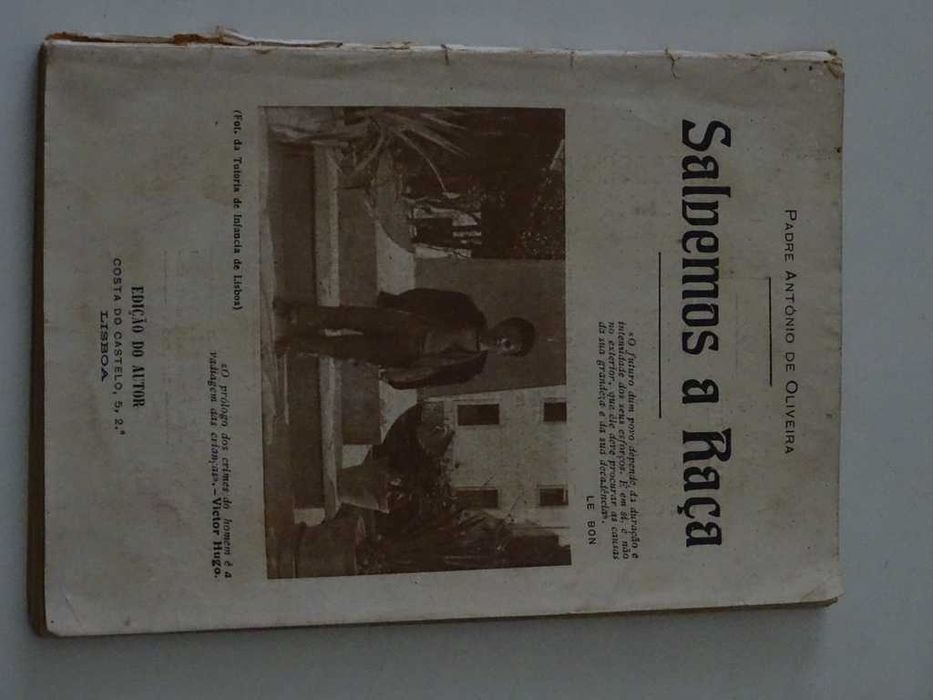 PADRE ANTÓNIO DE OLIVEIRA
Salvemos a Raça
«O futuro dum povo depende da duração e
intensidade dos seus esforços. É em si, e não
no exterior, que ele deve procurar as causas
da sua grandeza e da sua decadência».
LE BON
(Fot. da Tutoria de Infancia de Lisboa)
«O prólogo dos crimes do homem é a
vadiagem das crianças». – Victor Hugo.
EDIÇÃO DO AUTOR
COSTA DO CASTELO, 5, 2.º
LISBOA